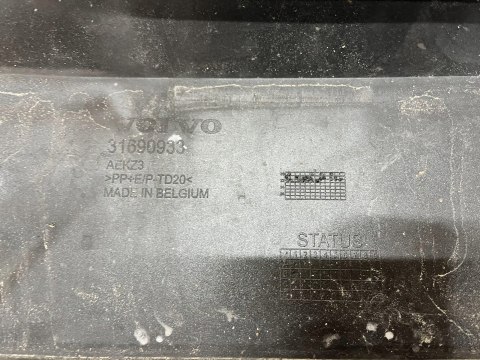 VOLVO
31690933
AEKZ3
>PP+E/P-TD20<
MADE IN BELGIUM
STATUS